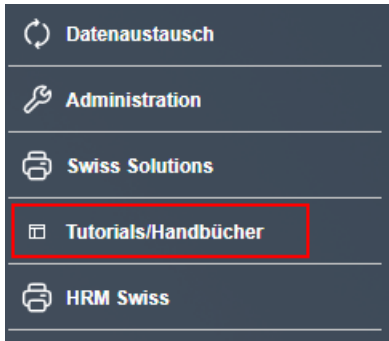 Datenaustausch
Administration
Swiss Solutions
Tutorials/Handbücher
HRM Swiss